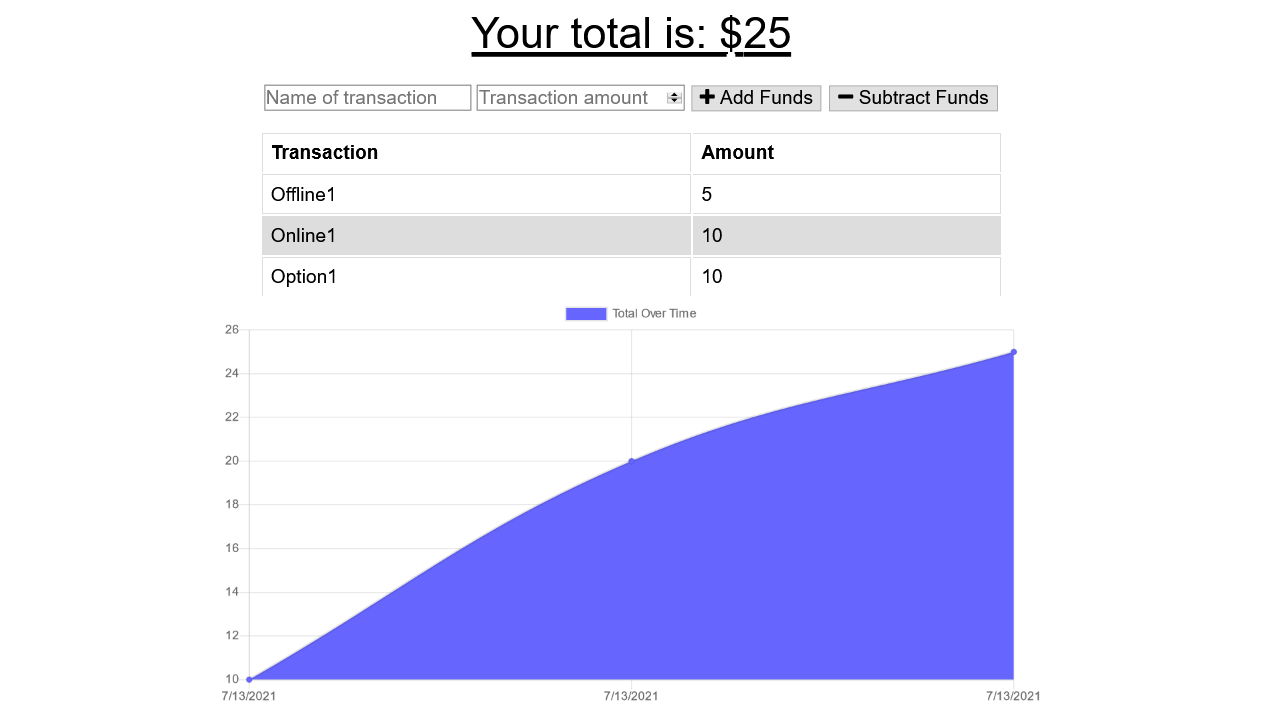 Your total is: $25
Name of transaction Transaction amount Add Funds Subtract Funds
Transaction Amount
Offline1 5
Online1 10
Option1 10
Total Over Time
26
24
22
20
18
16
14
12
10
7/13/2021 7/13/2021 7/13/2021